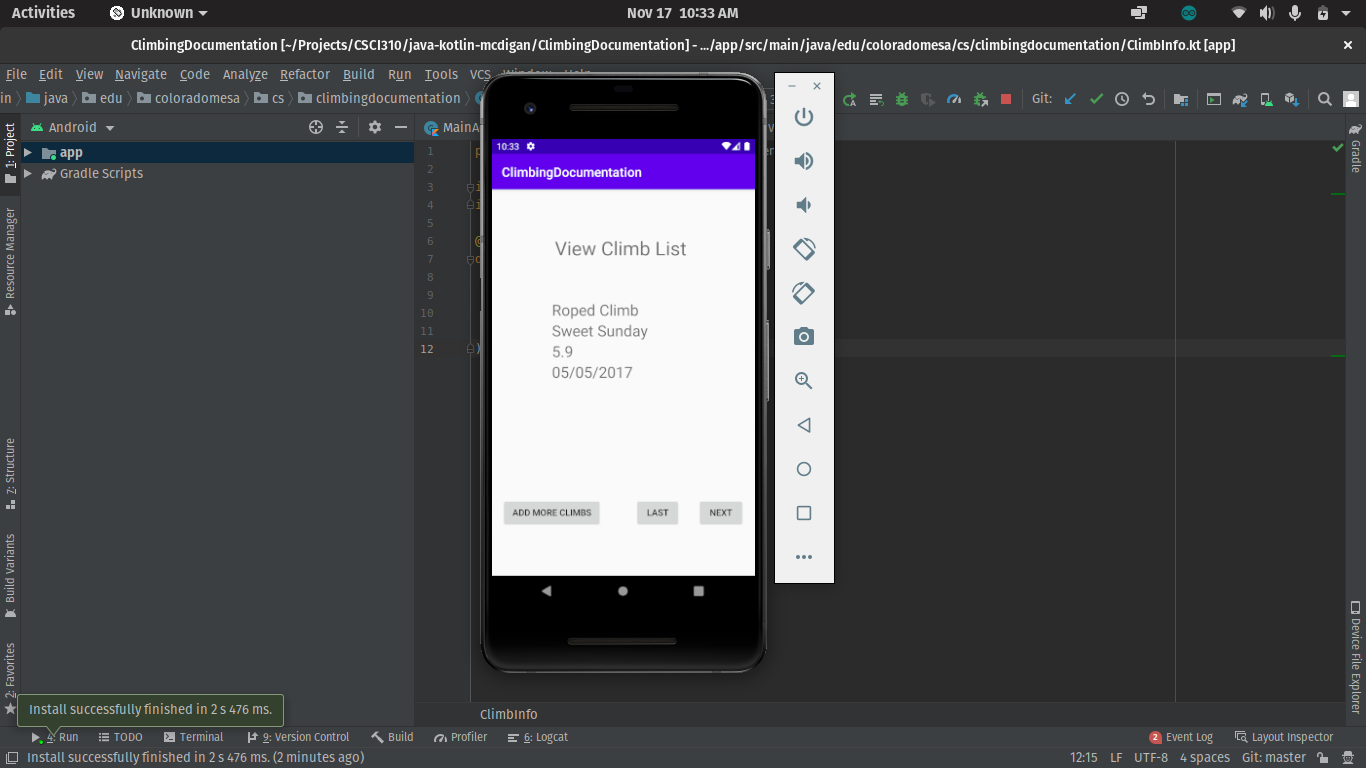 Activities Unknown Nov 17 10:33 AM
ClimbingDocumentation [~/Projects/CSCI310/java-kotlin-mcdigan/ClimbingDocumentation] - .../app/src/main/java/edu/coloradomesa/cs/climbingdocumentation/ClimbInfo.kt [app]
File Edit View Navigate Code Analyze Refactor Build Run Tools VCS Window Help
in java edu coloradomesa cs climbingdocumentation Git:
1: Project
Android
app
Gradle Scripts
Resource Manager
7: Structure
Build Variants
2: Favorites
MainA
1
2
3
4
5
6
7
8
9
10
11
12
10:33
ClimbingDocumentation
View Climb List
Roped Climb
Sweet Sunday
5.9
05/05/2017
ADD MORE CLIMBS LAST NEXT
Gradle
Device File Explorer
Install successfully finished in 2 s 476 ms.
ClimbInfo
4: Run TODO Terminal 9: Version Control Build Profiler 6: Logcat 2 Event Log Layout Inspector
Install successfully finished in 2 s 476 ms. (2 minutes ago) 12:15 LF UTF-8 4 spaces Git: master